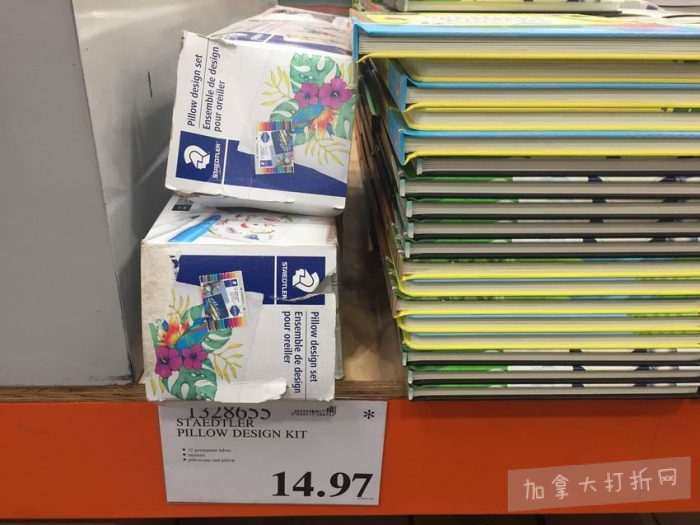 Pillow design set
Ensemble de design
pour oreiller
STAEDTLER
STAEDTLER
Pillow design set
Ensemble de design
pour oreiller
1328655
*
STAEDTLER
PILLOW DESIGN KIT
14.97
加拿大打折网